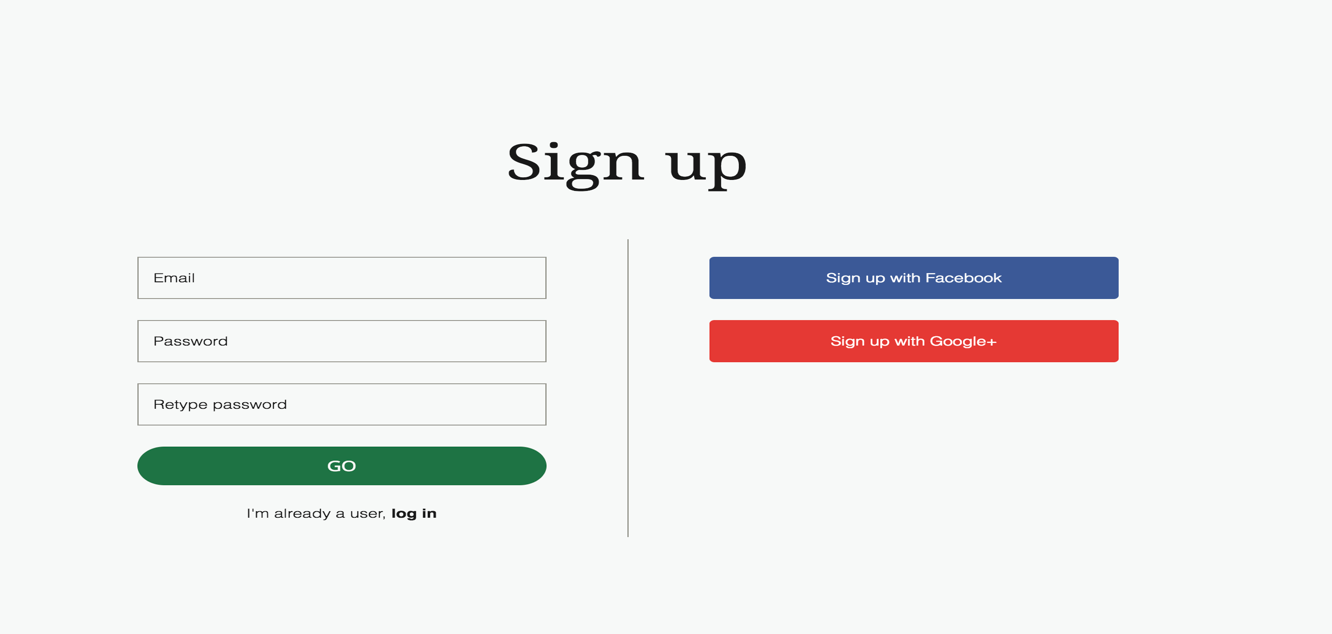 Sign up
Email
Password
Retype password
GO
I'm already a user, log in
Sign up with Facebook
Sign up with Google+